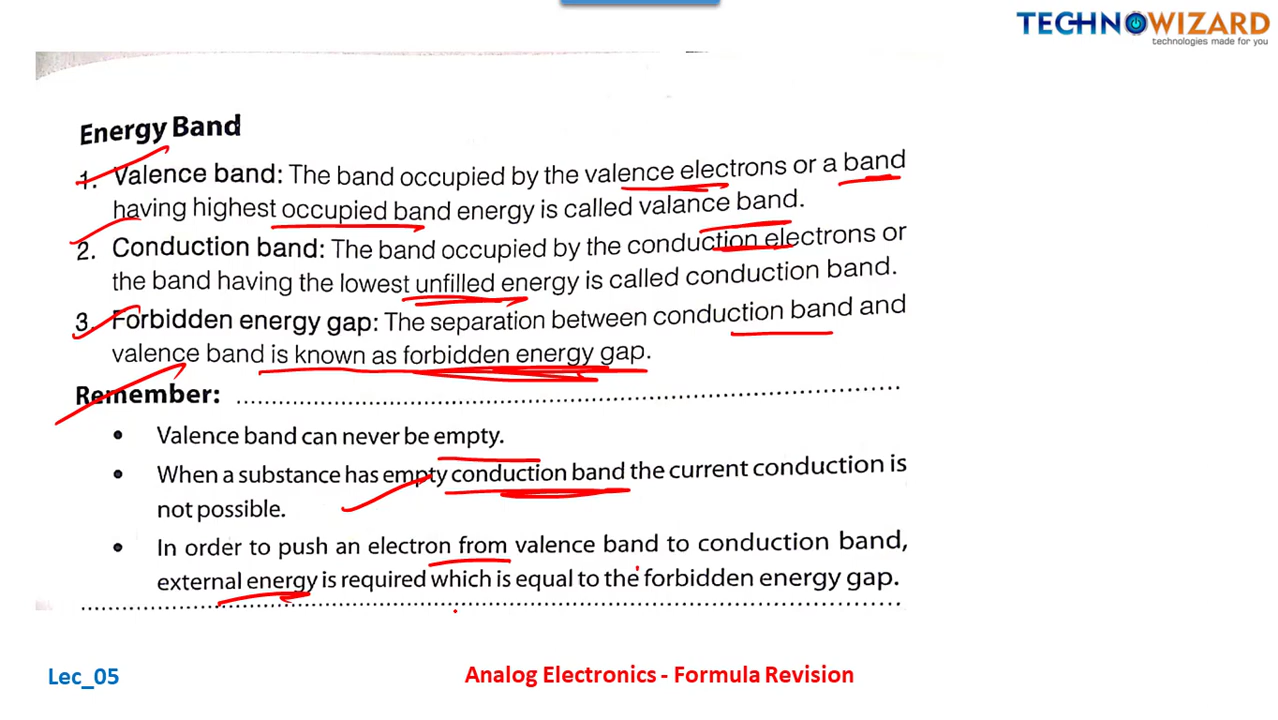 TECHNOWIZARD
technologies made for you
Energy Band
1. Valence band: The band occupied by the valence electrons or a band
having highest occupied band energy is called valance band.
2. Conduction band: The band occupied by the conduction electrons or
the band having the lowest unfilled energy is called conduction band.
3. Forbidden energy gap: The separation between conduction band and
valence band is known as forbidden energy gap.
Remember:
• Valence band can never be empty.
• When a substance has empty conduction band the current conduction is
not possible.
• In order to push an electron from valence band to conduction band,
external energy is required which is equal to the forbidden energy gap.
Lec_05
Analog Electronics - Formula Revision